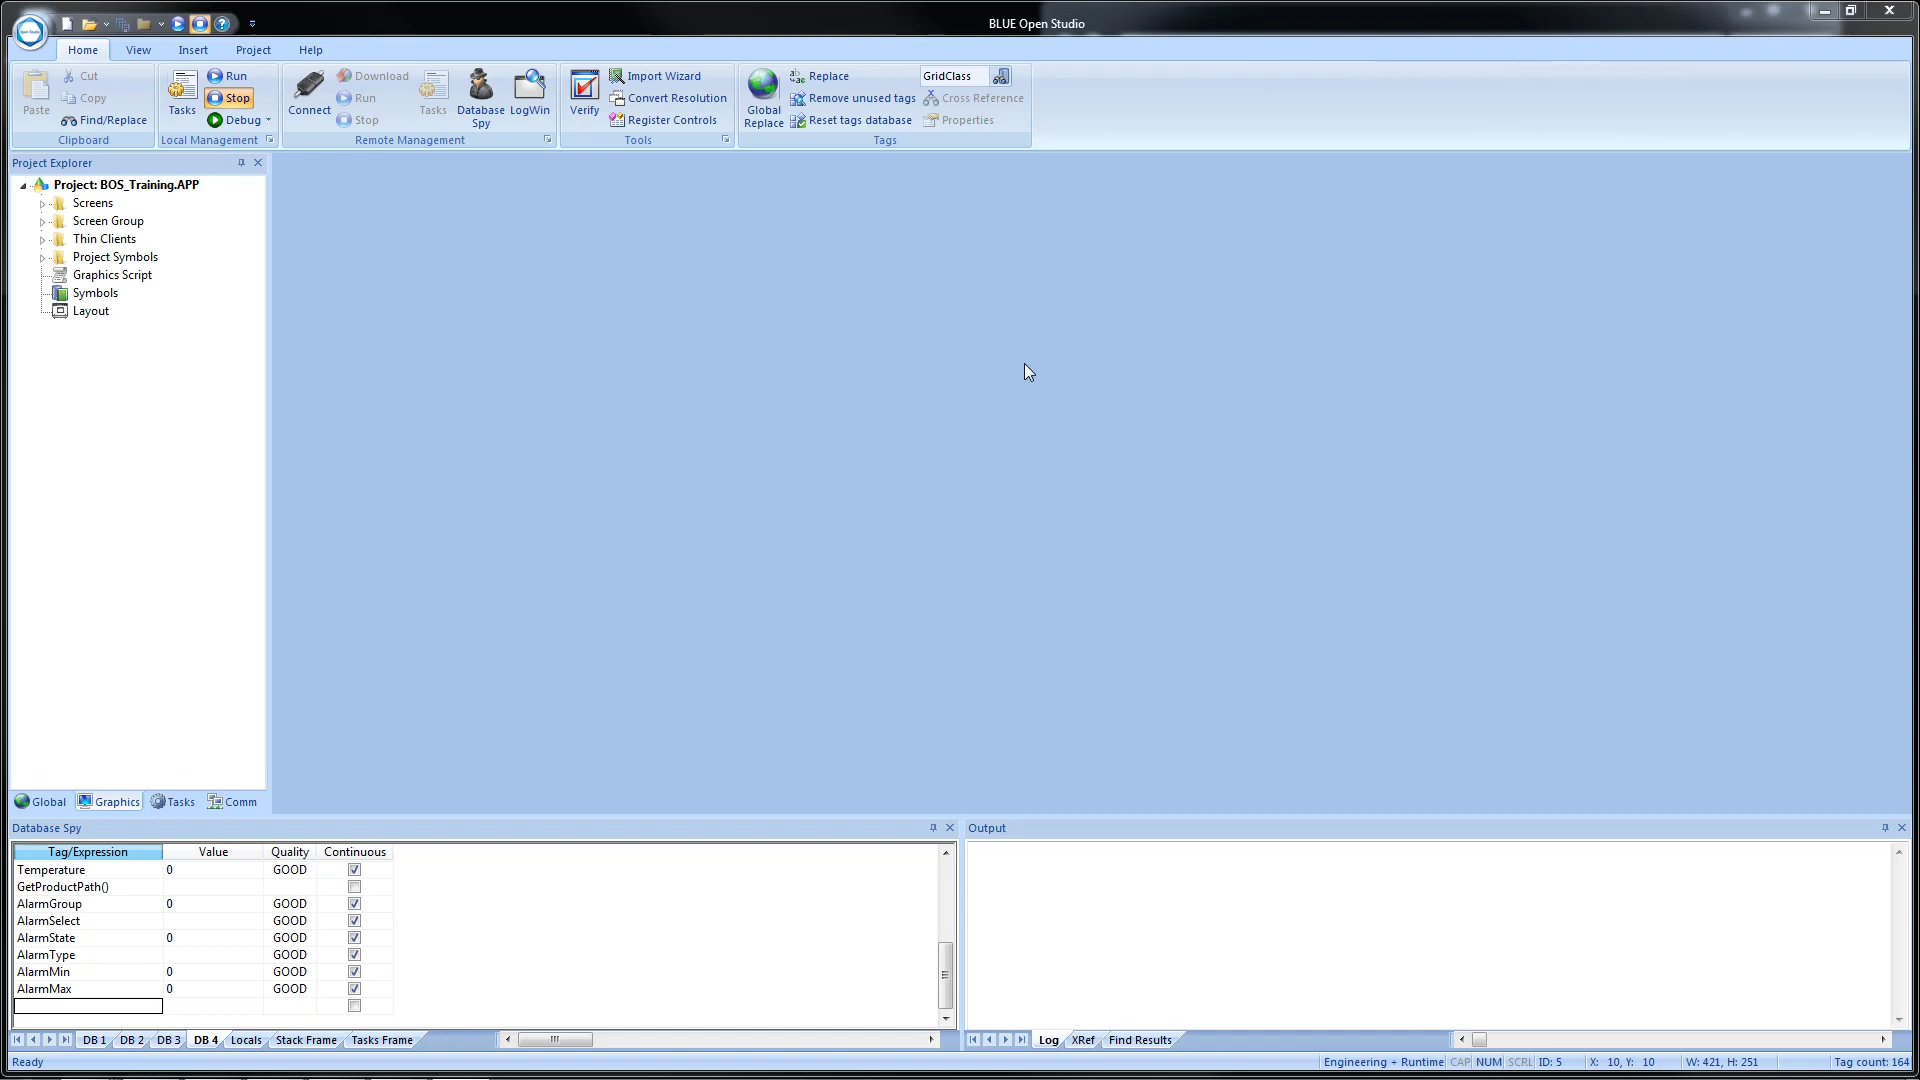 BLUE Open Studio
Home View Insert Project Help
Paste Cut Copy Find/Replace
Clipboard
Tasks Run Stop Debug
Local Management
Connect Download Run Stop Tasks Database Spy LogWin
Remote Management
Verify Import Wizard Convert Resolution Register Controls
Tools
Global Replace Replace Remove unused tags Reset tags database GridClass Cross Reference Properties
Tags
Project Explorer
Project: BOS_Training.APP
Screens
Screen Group
Thin Clients
Project Symbols
Graphics Script
Symbols
Layout
Global Graphics Tasks Comm
Database Spy
Tag/Expression Value Quality Continuous
Temperature 0 GOOD
GetProductPath()
AlarmGroup 0 GOOD
AlarmSelect GOOD
AlarmState 0 GOOD
AlarmType GOOD
AlarmMin 0 GOOD
AlarmMax 0 GOOD
DB 1 DB 2 DB 3 DB 4 Locals Stack Frame Tasks Frame
Output
Log XRef Find Results
Ready
Engineering + Runtime CAP NUM SCRL ID: 5 X: 10, Y: 10 W: 421, H: 251 Tag count: 164